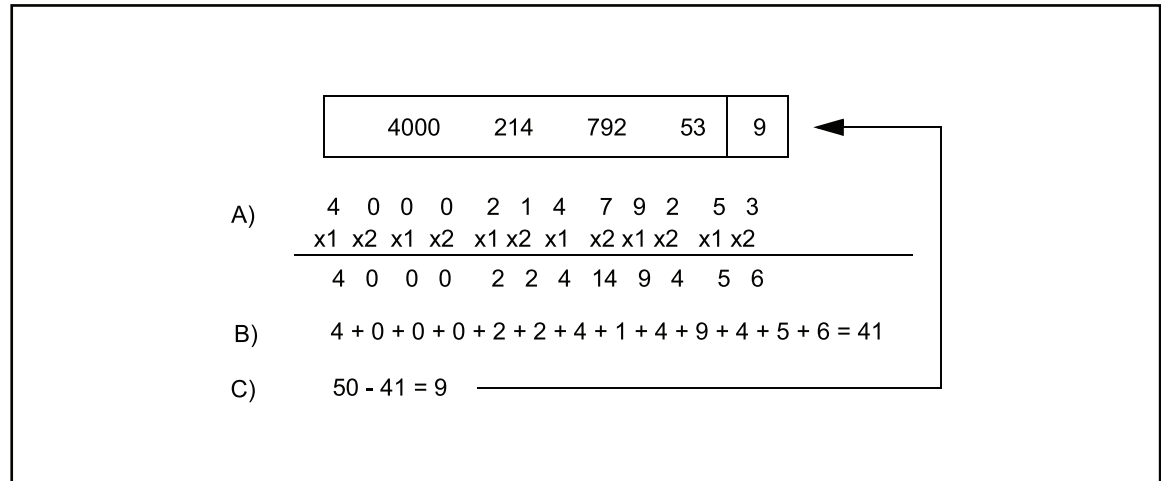 4000 214 792 53 9
A) 4 0 0 0 2 1 4 7 9 2 5 3
x1 x2 x1 x2 x1 x2 x1 x2 x1 x2 x1 x2
4 0 0 0 2 2 4 14 9 4 5 6
B) 4 + 0 + 0 + 0 + 2 + 2 + 4 + 1 + 4 + 9 + 4 + 5 + 6 = 41
C) 50 - 41 = 9